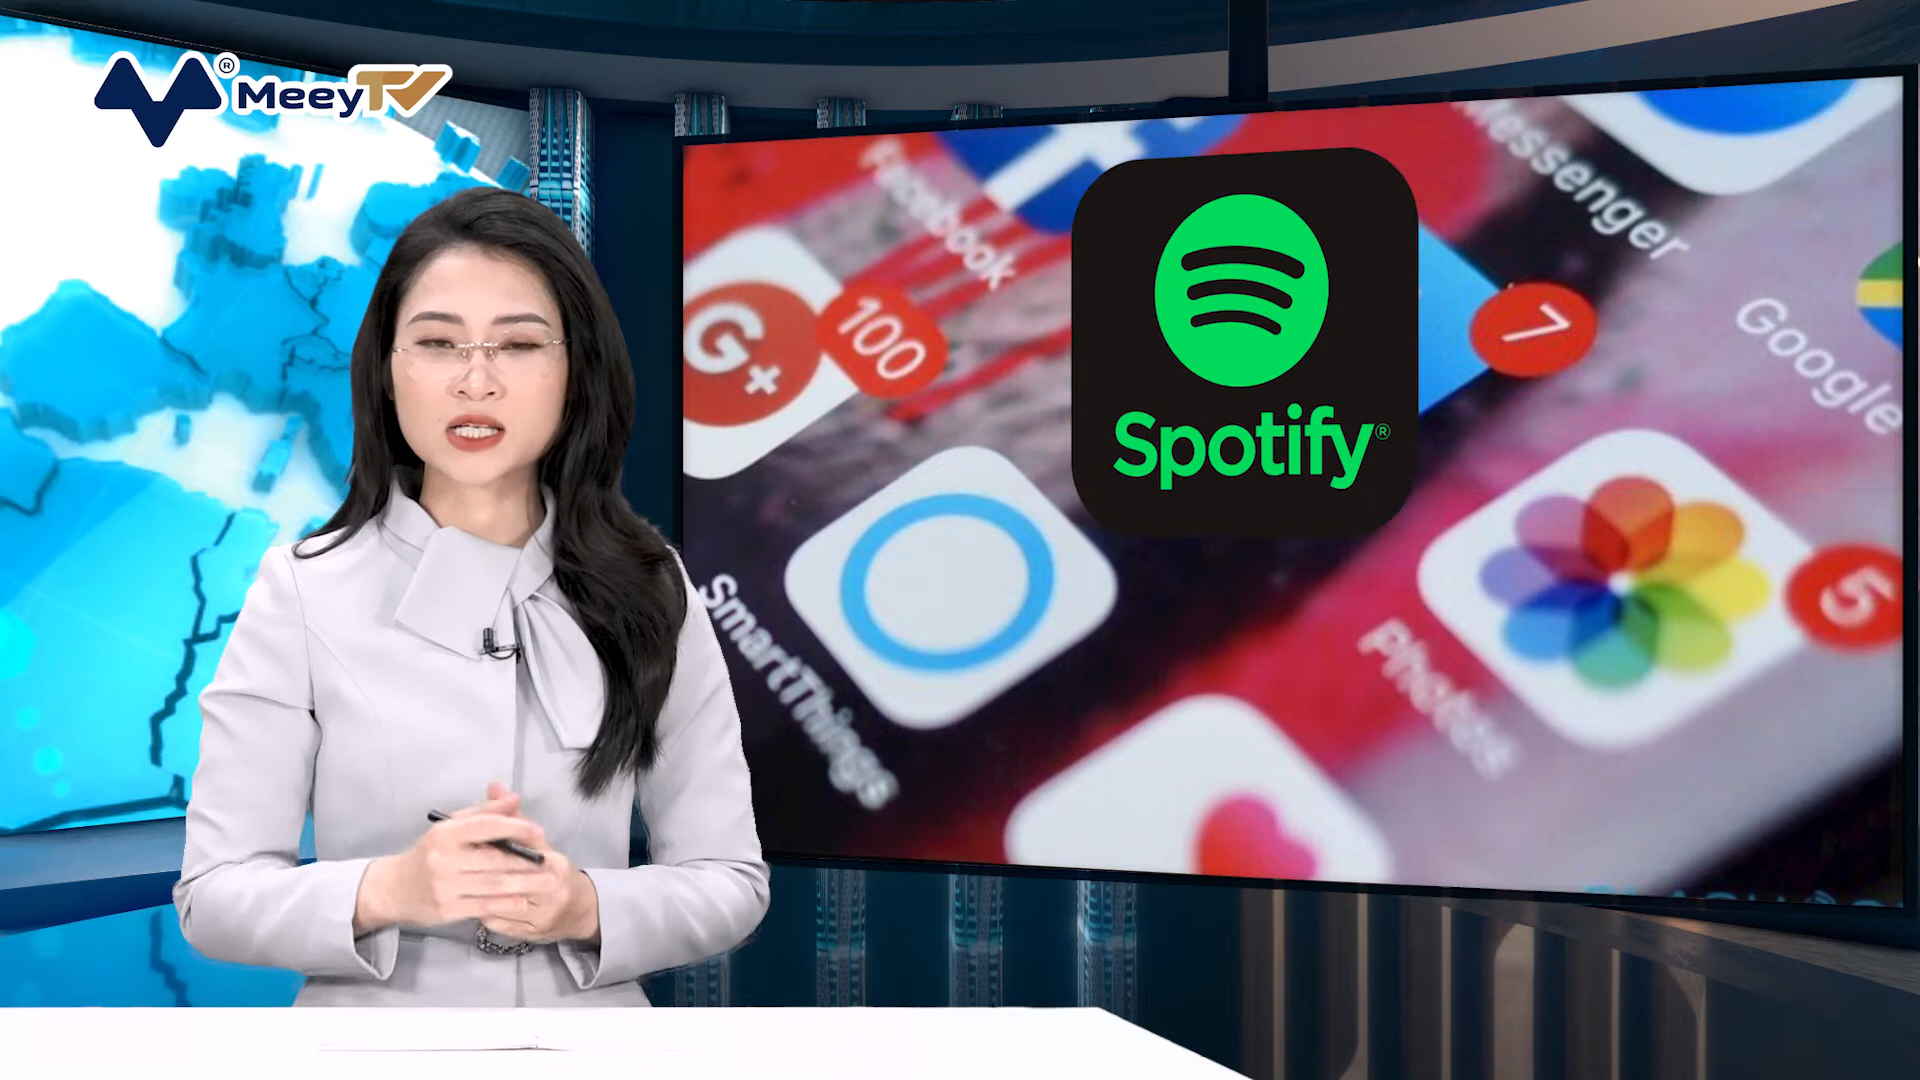 ® MeeyTV
Facebook
Messenger
G+
100
7
Google
Spotify®
SmartThings
Photos
5